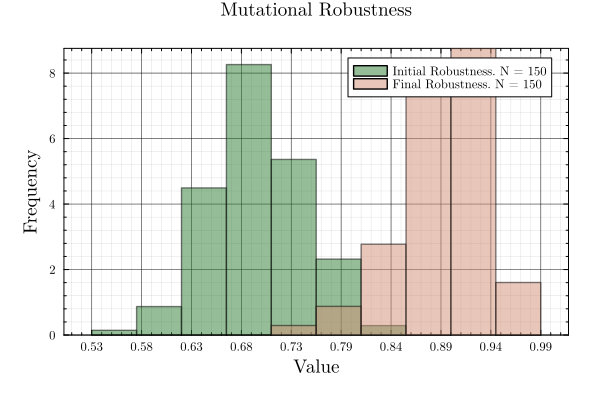 Mutational Robustness
Initial Robustness. N = 150
Final Robustness. N = 150
Frequency
8
6
4
2
0
0.53 0.58 0.63 0.68 0.73 0.79 0.84 0.89 0.94 0.99
Value